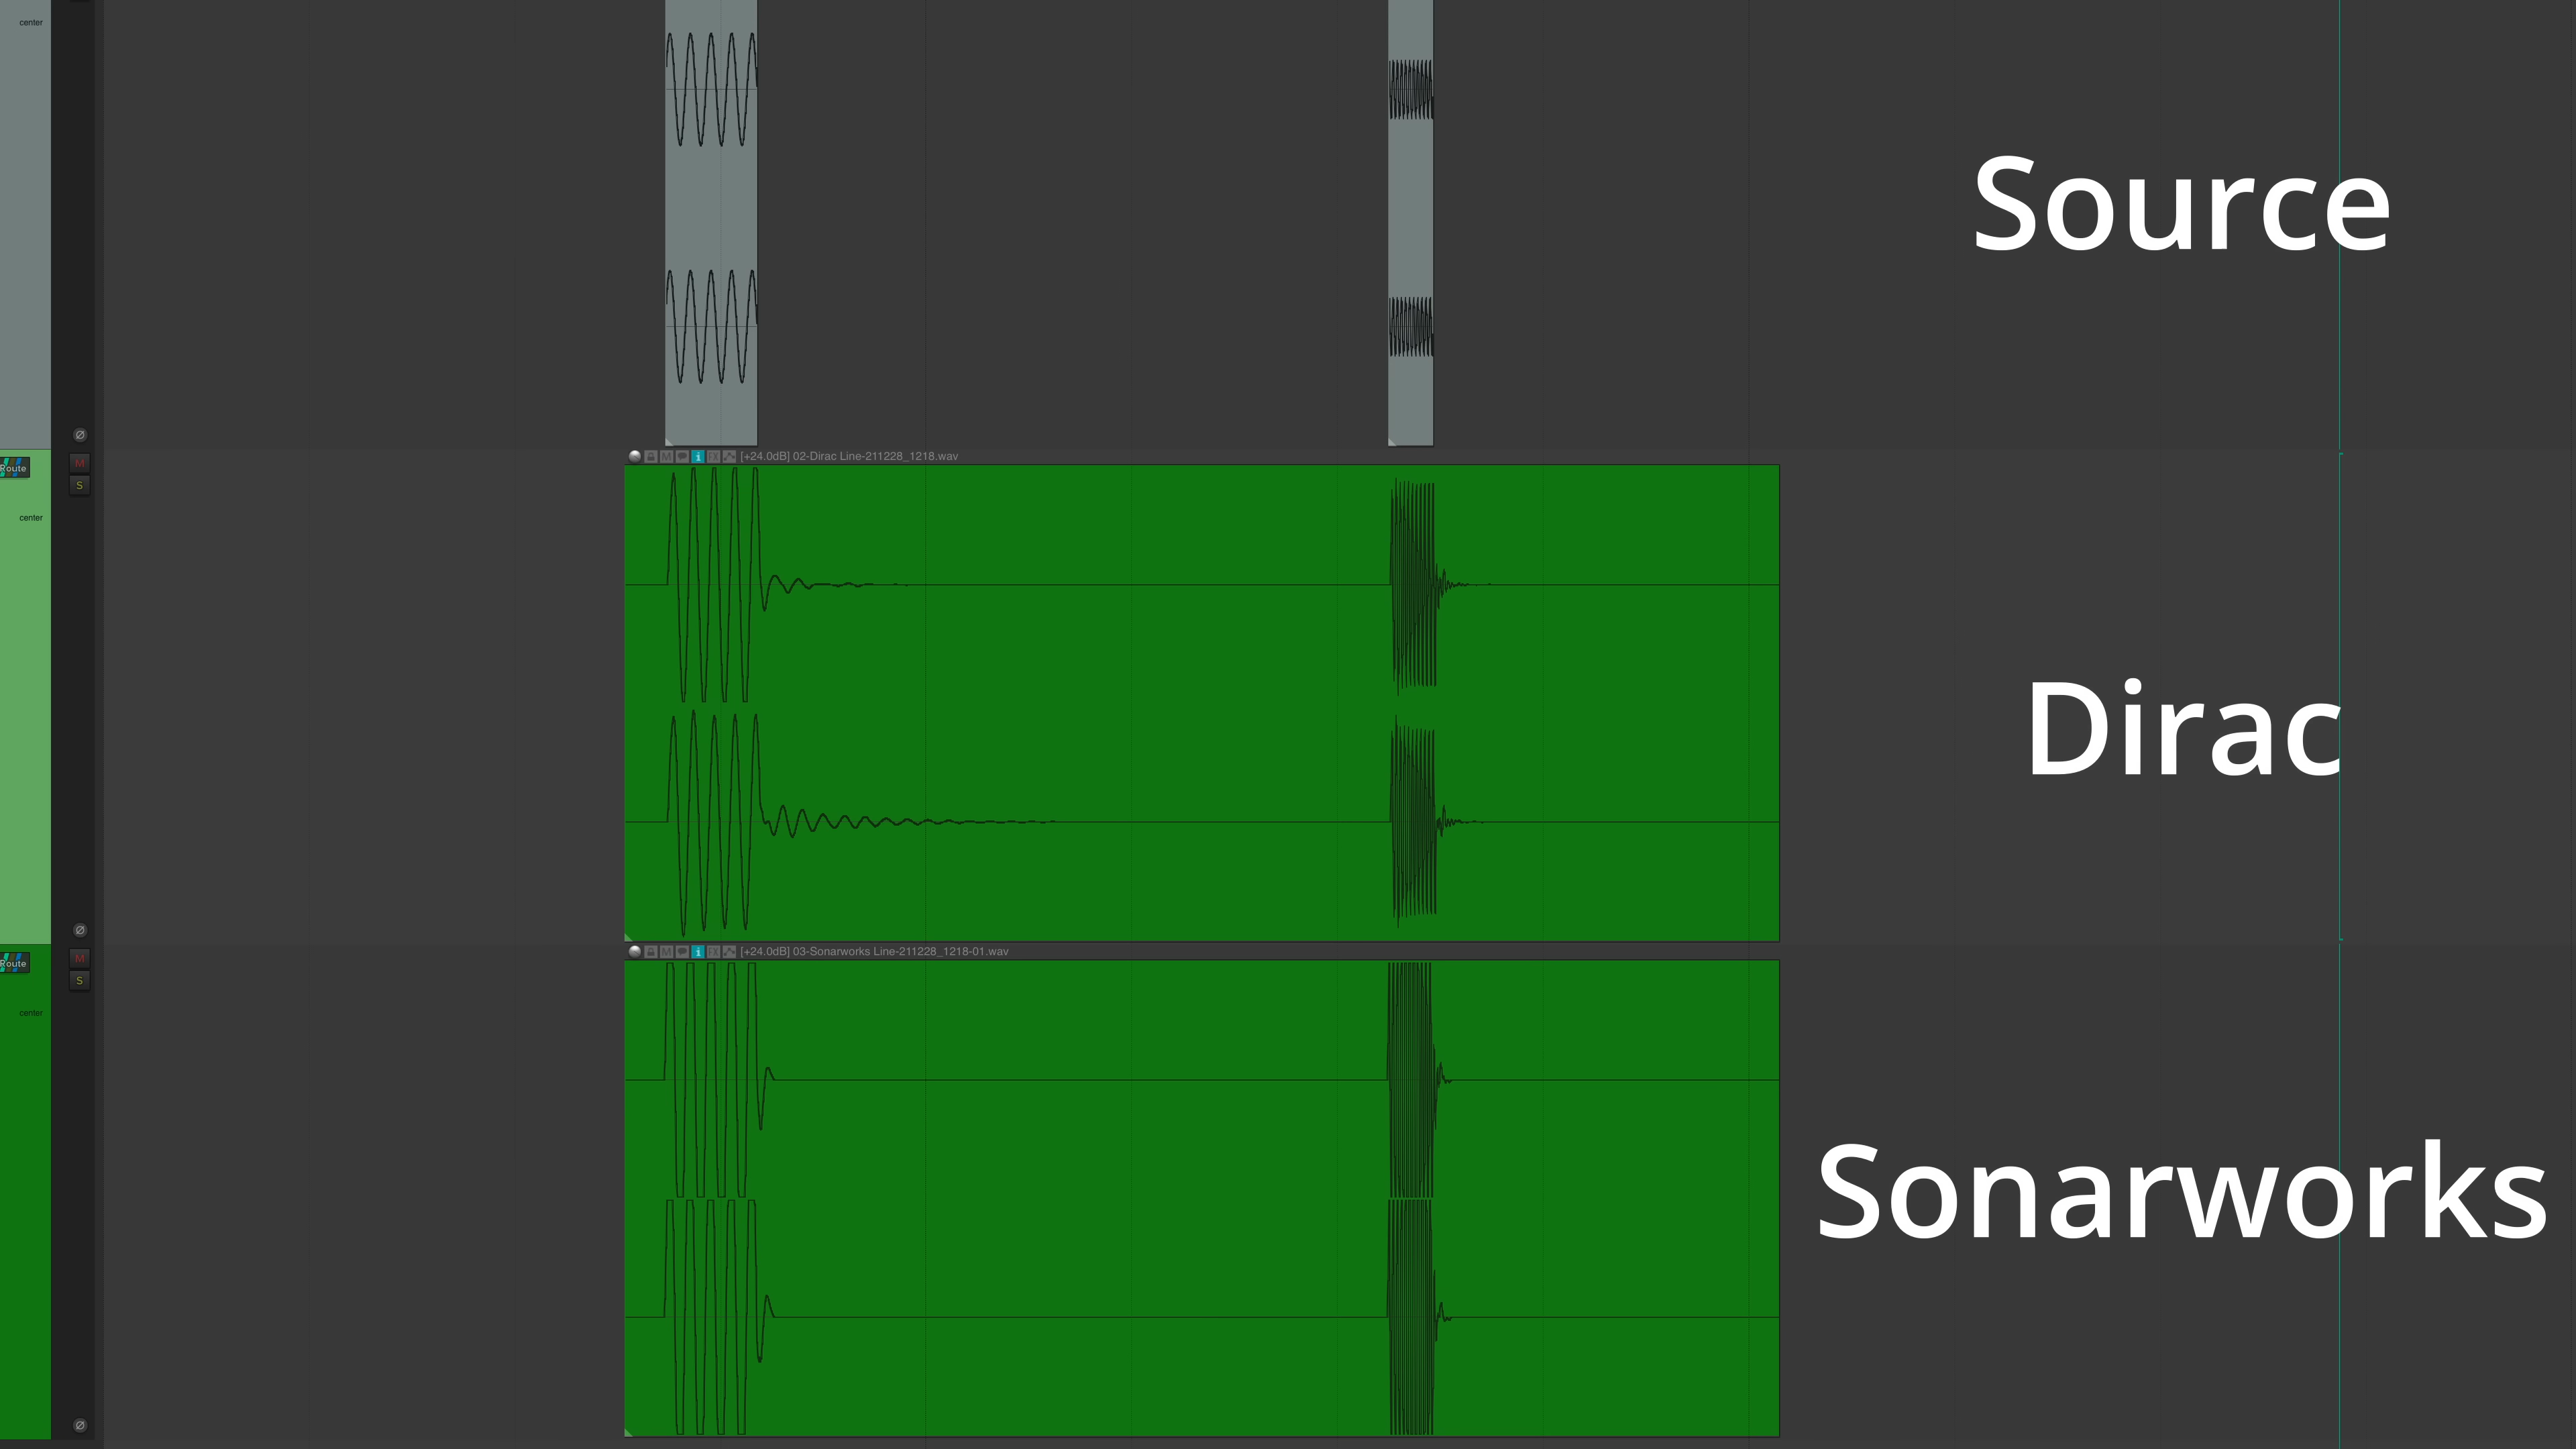 center
Source
Ø
[+24.0dB] 02-Dirac Line-211228_1218.wav
Route
M
S
center
Dirac
Ø
[+24.0dB] 03-Sonarworks Line-211228_1218-01.wav
Route
M
S
center
Sonarworks
Ø